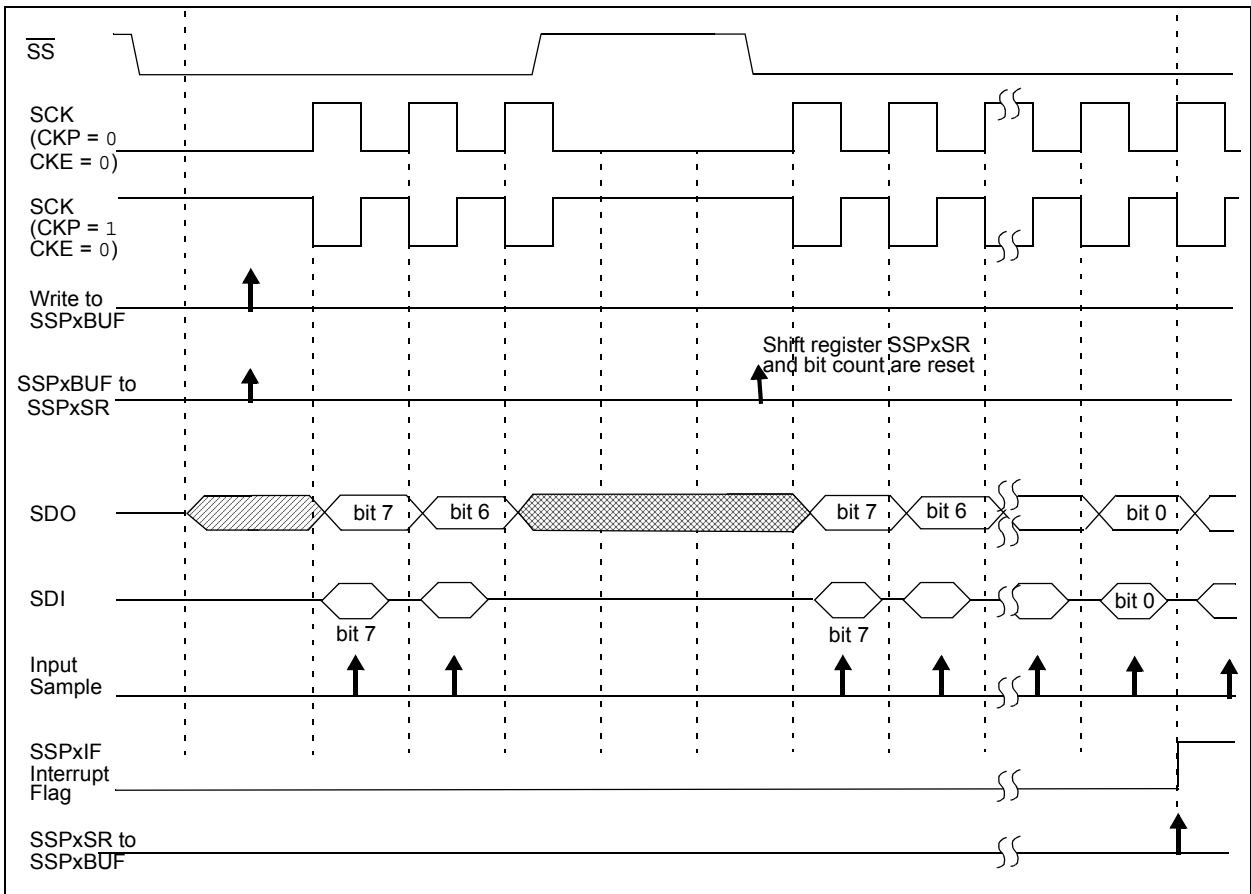 SS
SCK
(CKP = 0
CKE = 0)
SCK
(CKP = 1
CKE = 0)
Write to
SSPxBUF
Shift register SSPxSR
and bit count are reset
SSPxBUF to
SSPxSR
SDO
bit 7
bit 6
bit 7
bit 6
bit 0
SDI
bit 0
bit 7
bit 7
Input
Sample
SSPxIF
Interrupt
Flag
SSPxSR to
SSPxBUF